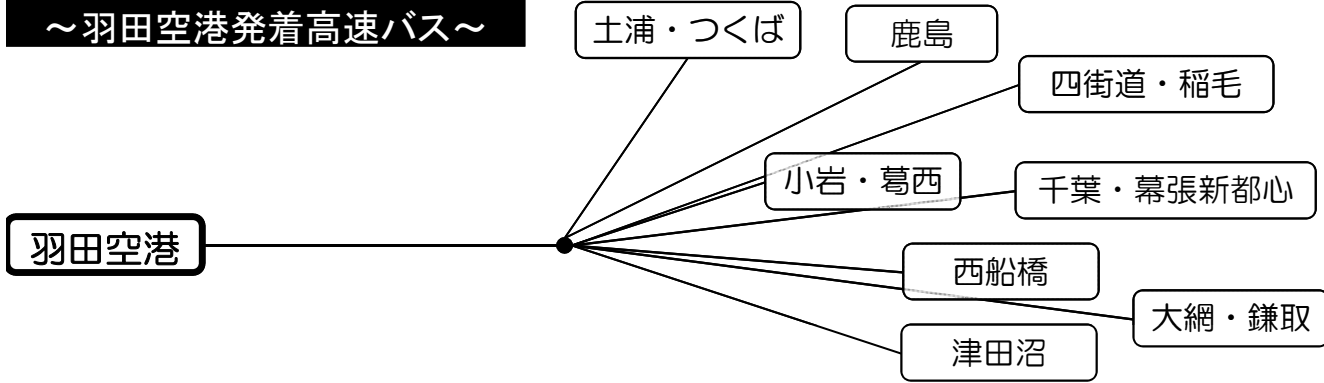 ～羽田空港発着高速バス～
土浦・つくば
鹿島
四街道・稲毛
小岩・葛西
千葉・幕張新都心
羽田空港
西船橋
大網・鎌取
津田沼